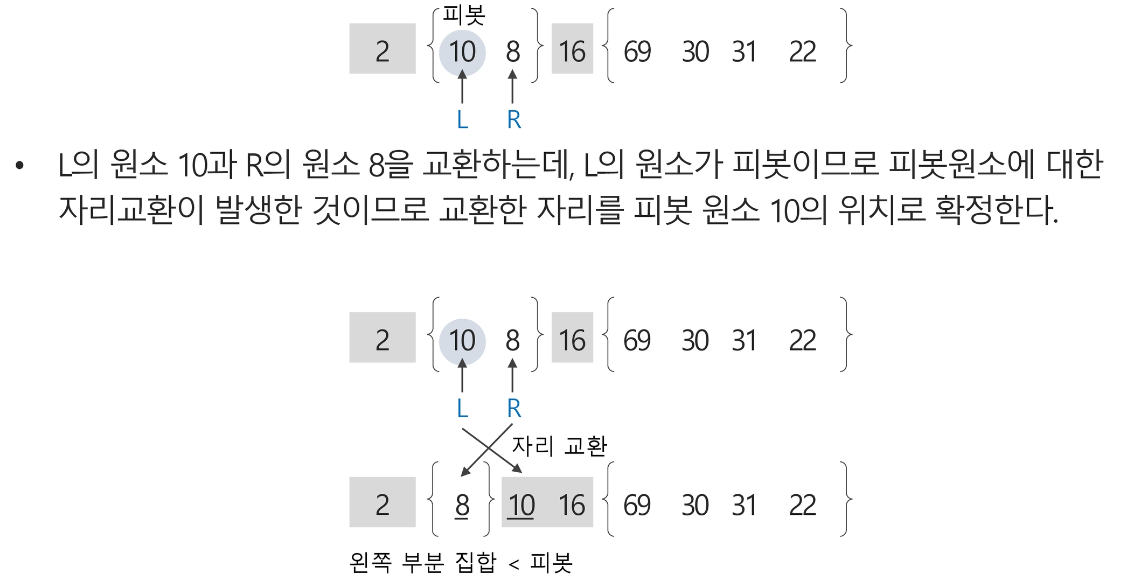 피봇
2 { 10 8 } 16 { 69 30 31 22 }
L R
• L의 원소 10과 R의 원소 8을 교환하는데, L의 원소가 피봇이므로 피봇원소에 대한
자리교환이 발생한 것이므로 교환한 자리를 피봇 원소 10의 위치로 확정한다.
2 { 10 8 } 16 { 69 30 31 22 }
L R
자리 교환
2 { 8 } 10 16 { 69 30 31 22 }
왼쪽 부분 집합 < 피봇